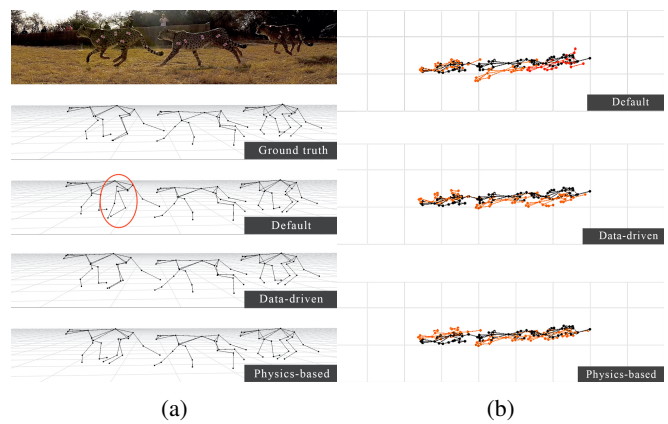 Ground truth
Default
Data-driven
Physics-based
(a)
Default
Data-driven
Physics-based
(b)